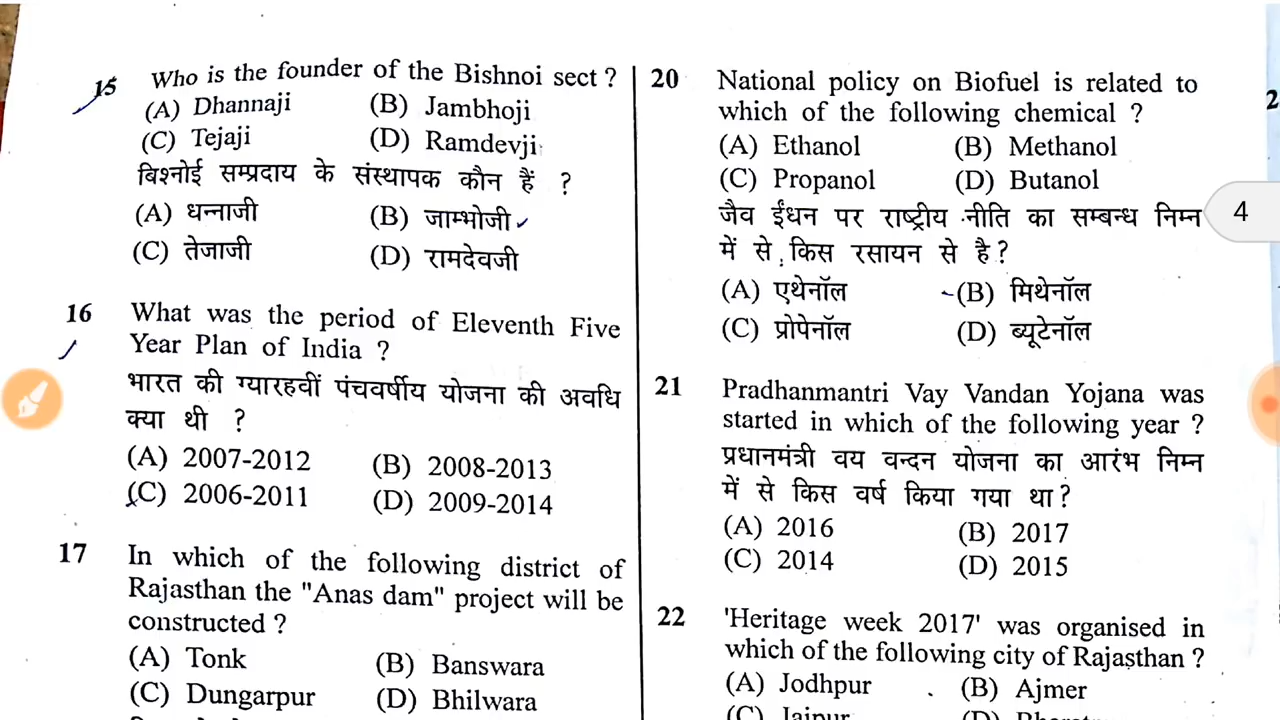 15 Who is the founder of the Bishnoi sect ?
(A) Dhannaji (B) Jambhoji
(C) Tejaji (D) Ramdevji
बिश्नोई सम्प्रदाय के संस्थापक कौन हैं ?
(A) धन्नाजी (B) जाम्भोजी
(C) तेजाजी (D) रामदेवजी
16 What was the period of Eleventh Five
Year Plan of India ?
भारत की ग्यारहवीं पंचवर्षीय योजना की अवधि
क्या थी ?
(A) 2007-2012 (B) 2008-2013
(C) 2006-2011 (D) 2009-2014
17 In which of the following district of
Rajasthan the "Anas dam" project will be
constructed ?
(A) Tonk (B) Banswara
(C) Dungarpur (D) Bhilwara
20 National policy on Biofuel is related to
which of the following chemical ?
(A) Ethanol (B) Methanol
(C) Propanol (D) Butanol
जैव ईंधन पर राष्ट्रीय नीति का सम्बन्ध निम्न
में से किस रसायन से है ?
(A) एथेनॉल (B) मिथेनॉल
(C) प्रोपेनॉल (D) ब्यूटेनॉल
21 Pradhanmantri Vay Vandan Yojana was
started in which of the following year ?
प्रधानमंत्री वय वन्दन योजना का आरंभ निम्न
में से किस वर्ष किया गया था ?
(A) 2016 (B) 2017
(C) 2014 (D) 2015
22 'Heritage week 2017' was organised in
which of the following city of Rajasthan ?
(A) Jodhpur (B) Ajmer
(C) Jaipur (D)
4
2